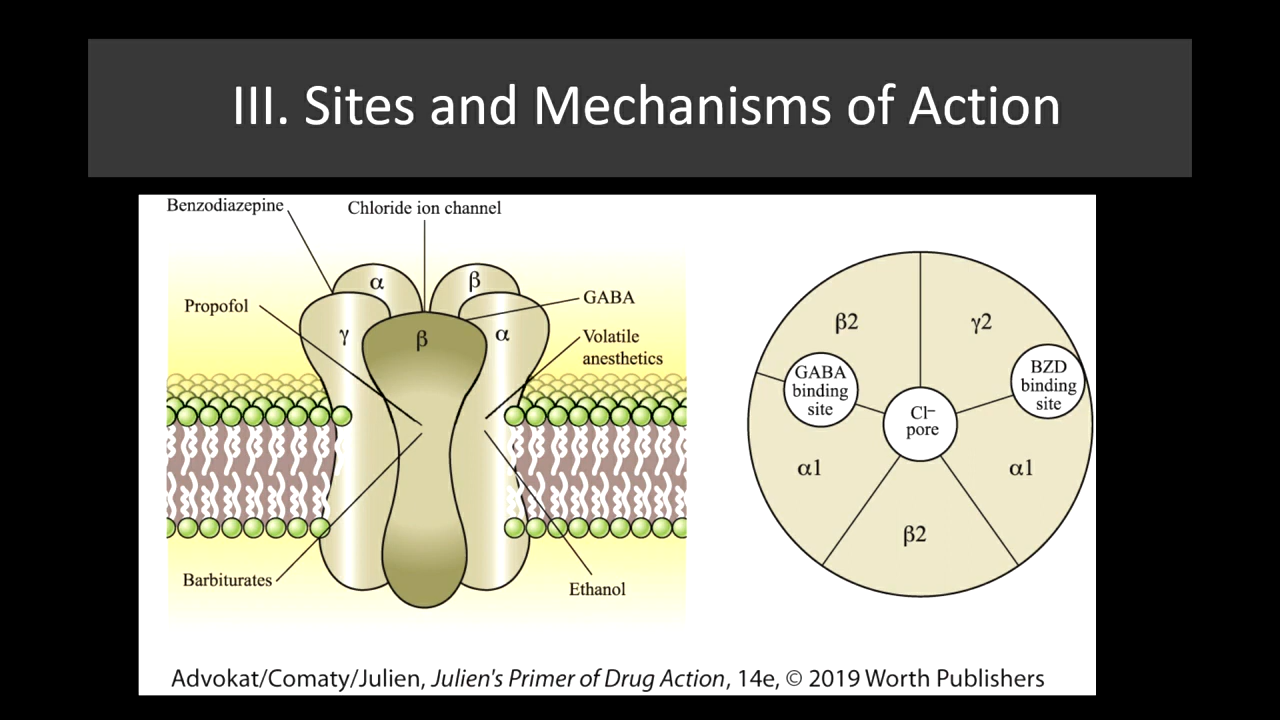 III. Sites and Mechanisms of Action
Benzodiazepine
Chloride ion channel
Propofol
α
β
GABA
γ
β
α
Volatile
anesthetics
Barbiturates
Ethanol
β2
γ2
GABA
binding
site
BZD
binding
site
Cl–
pore
α1
α1
β2
Advokat/Comaty/Julien, Julien's Primer of Drug Action, 14e, © 2019 Worth Publishers